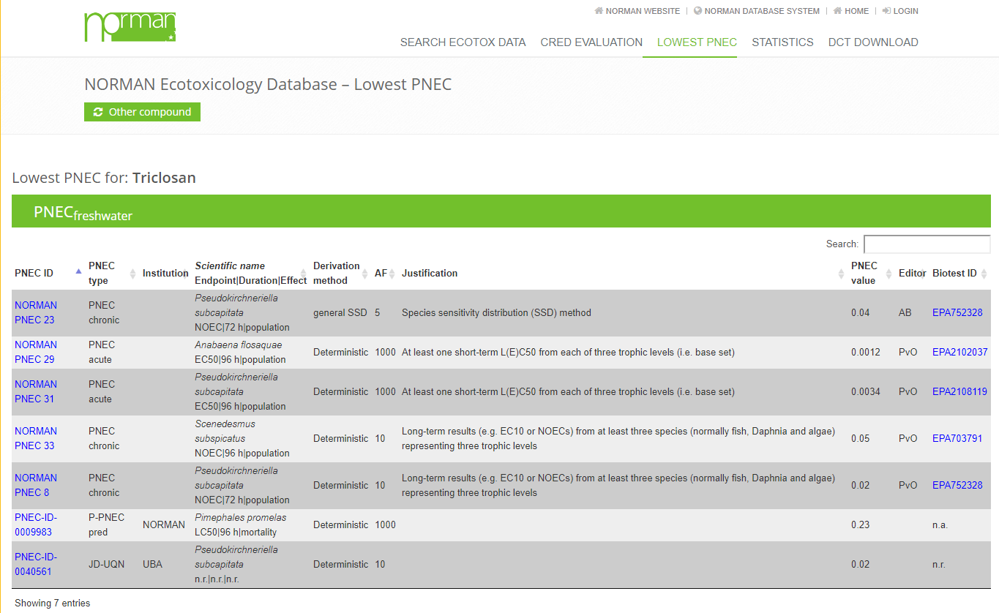 norman
NORMAN WEBSITE | NORMAN DATABASE SYSTEM | HOME | LOGIN
SEARCH ECOTOX DATA CRED EVALUATION LOWEST PNEC STATISTICS DCT DOWNLOAD
NORMAN Ecotoxicology Database – Lowest PNEC
Other compound
Lowest PNEC for: Triclosan
PNECfreshwater
Search:
PNEC ID PNEC type Institution Scientific name Endpoint|Duration|Effect Derivation method AF Justification PNEC value Editor Biotest ID
NORMAN PNEC 23 PNEC chronic Pseudokirchneriella subcapitata NOEC|72 h|population general SSD 5 Species sensitivity distribution (SSD) method 0.04 AB EPA752328
NORMAN PNEC 29 PNEC acute Anabaena flosaquae EC50|96 h|population Deterministic 1000 At least one short-term L(E)C50 from each of three trophic levels (i.e. base set) 0.0012 PvO EPA2102037
NORMAN PNEC 31 PNEC acute Pseudokirchneriella subcapitata EC50|96 h|population Deterministic 1000 At least one short-term L(E)C50 from each of three trophic levels (i.e. base set) 0.0034 PvO EPA2108119
NORMAN PNEC 33 PNEC chronic Scenedesmus subspicatus NOEC|96 h|population Deterministic 10 Long-term results (e.g. EC10 or NOECs) from at least three species (normally fish, Daphnia and algae) representing three trophic levels 0.05 PvO EPA703791
NORMAN PNEC 8 PNEC chronic Pseudokirchneriella subcapitata NOEC|72 h|population Deterministic 10 Long-term results (e.g. EC10 or NOECs) from at least three species (normally fish, Daphnia and algae) representing three trophic levels 0.02 PvO EPA752328
PNEC-ID-0009983 P-PNEC pred NORMAN Pimephales promelas LC50|96 h|mortality Deterministic 1000 0.23 n.a.
PNEC-ID-0040561 JD-UQN UBA Pseudokirchneriella subcapitata n.r.|n.r.|n.r. Deterministic 10 0.02 n.r.
Showing 7 entries